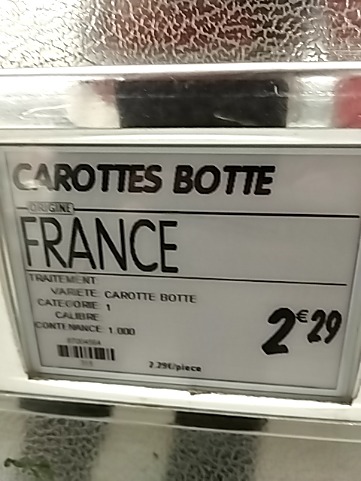 CAROTTES BOTTE
ORIGINE
FRANCE
TRAITEMENT
VARIETE: CAROTTE BOTTE
CATEGORIE: 1
CALIBRE:
CONTENANCE: 1.000
2€29
2.29€/piece